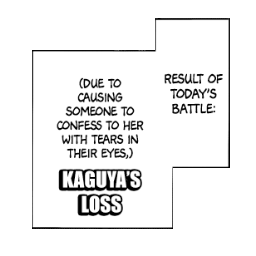 RESULT OF
TODAY'S
BATTLE:
(DUE TO
CAUSING
SOMEONE TO
CONFESS TO HER
WITH TEARS IN
THEIR EYES,)
KAGUYA'S
LOSS